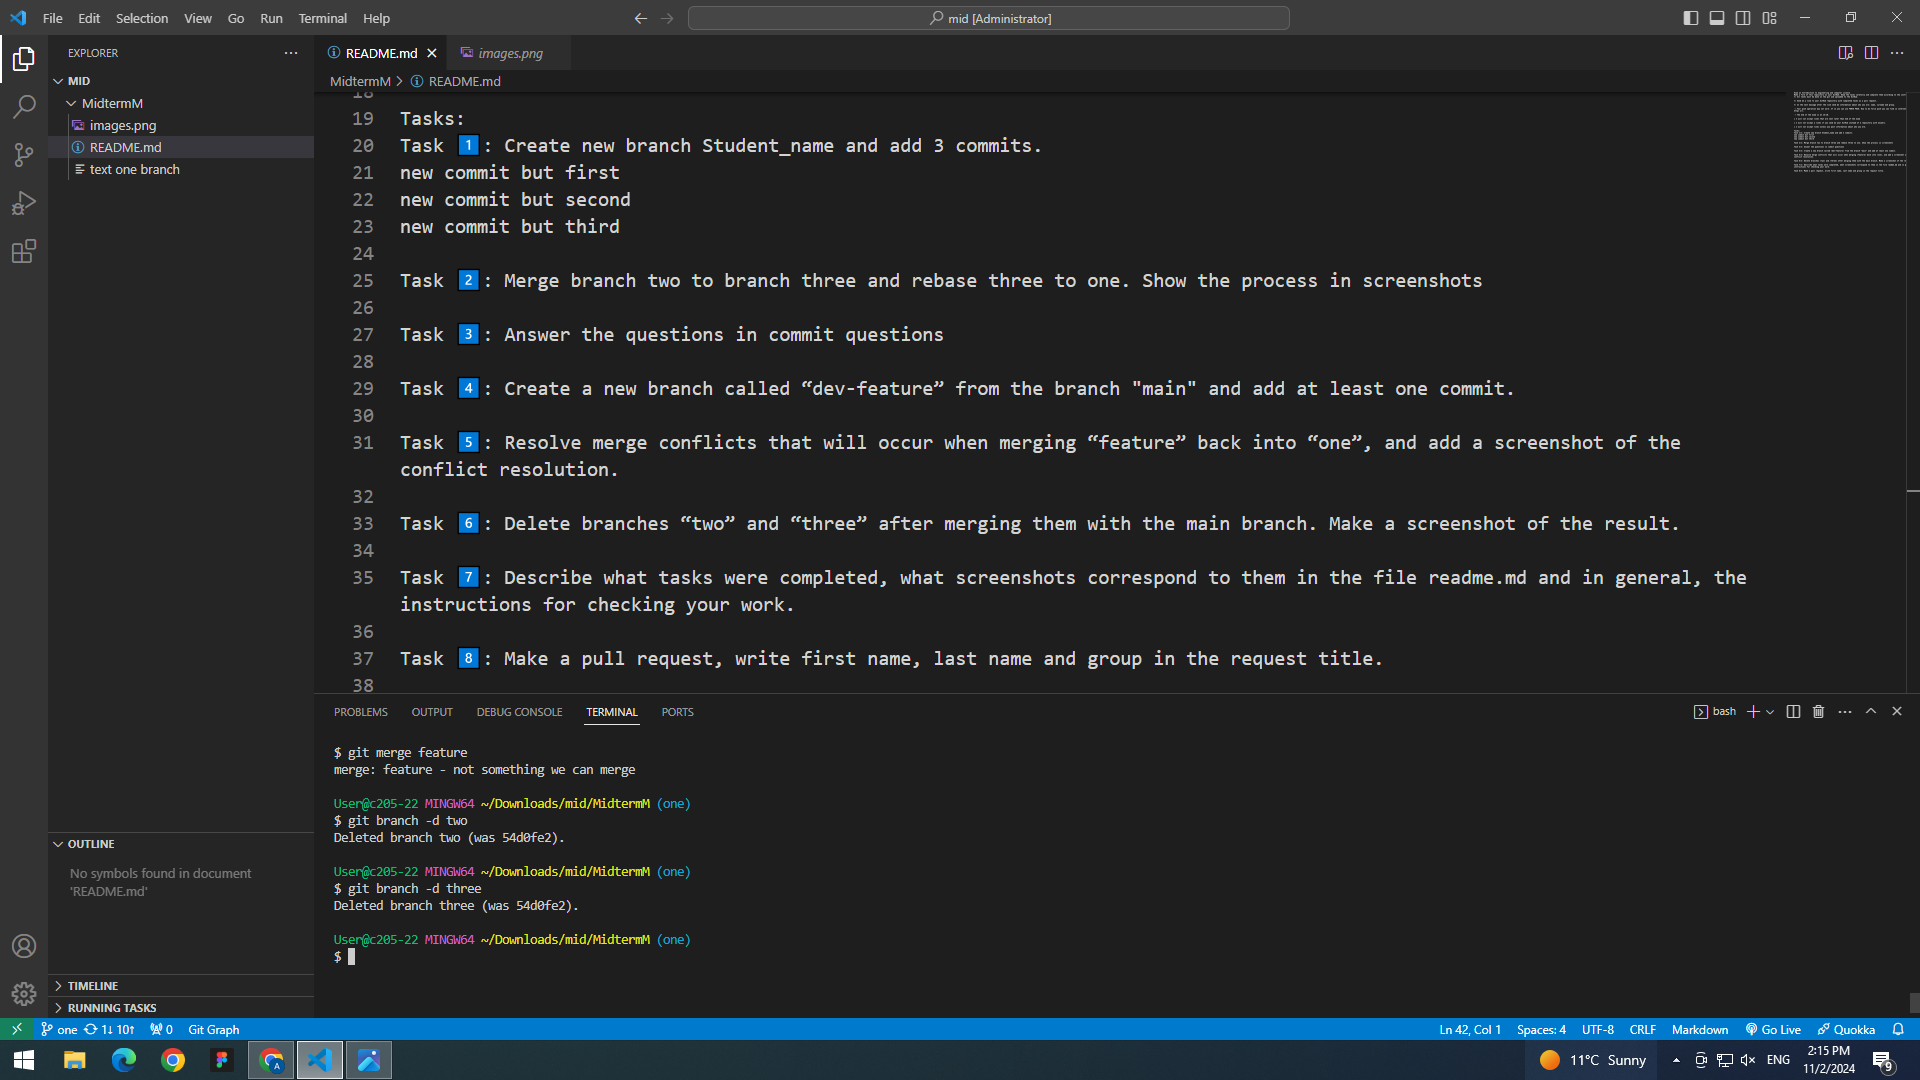 File Edit Selection View Go Run Terminal Help
mid [Administrator]
EXPLORER
MID
MidtermM
images.png
README.md
text one branch
OUTLINE
No symbols found in document
'README.md'
TIMELINE
RUNNING TASKS
README.md
images.png
MidtermM > README.md
18
19 Tasks:
20 Task 1: Create new branch Student_name and add 3 commits.
21 new commit but first
22 new commit but second
23 new commit but third
24
25 Task 2: Merge branch two to branch three and rebase three to one. Show the process in screenshots
26
27 Task 3: Answer the questions in commit questions
28
29 Task 4: Create a new branch called “dev-feature” from the branch "main" and add at least one commit.
30
31 Task 5: Resolve merge conflicts that will occur when merging “feature” back into “one”, and add a screenshot of the
conflict resolution.
32
33 Task 6: Delete branches “two” and “three” after merging them with the main branch. Make a screenshot of the result.
34
35 Task 7: Describe what tasks were completed, what screenshots correspond to them in the file readme.md and in general, the
instructions for checking your work.
36
37 Task 8: Make a pull request, write first name, last name and group in the request title.
38
PROBLEMS OUTPUT DEBUG CONSOLE TERMINAL PORTS
bash
$ git merge feature
merge: feature - not something we can merge
User@c205-22 MINGW64 ~/Downloads/mid/MidtermM (one)
$ git branch -d two
Deleted branch two (was 54d0fe2).
User@c205-22 MINGW64 ~/Downloads/mid/MidtermM (one)
$ git branch -d three
Deleted branch three (was 54d0fe2).
User@c205-22 MINGW64 ~/Downloads/mid/MidtermM (one)
$
one 1↓ 10↑ 0 Git Graph
Ln 42, Col 1 Spaces: 4 UTF-8 CRLF Markdown Go Live Quokka
11°C Sunny
ENG
2:15 PM
11/2/2024
9